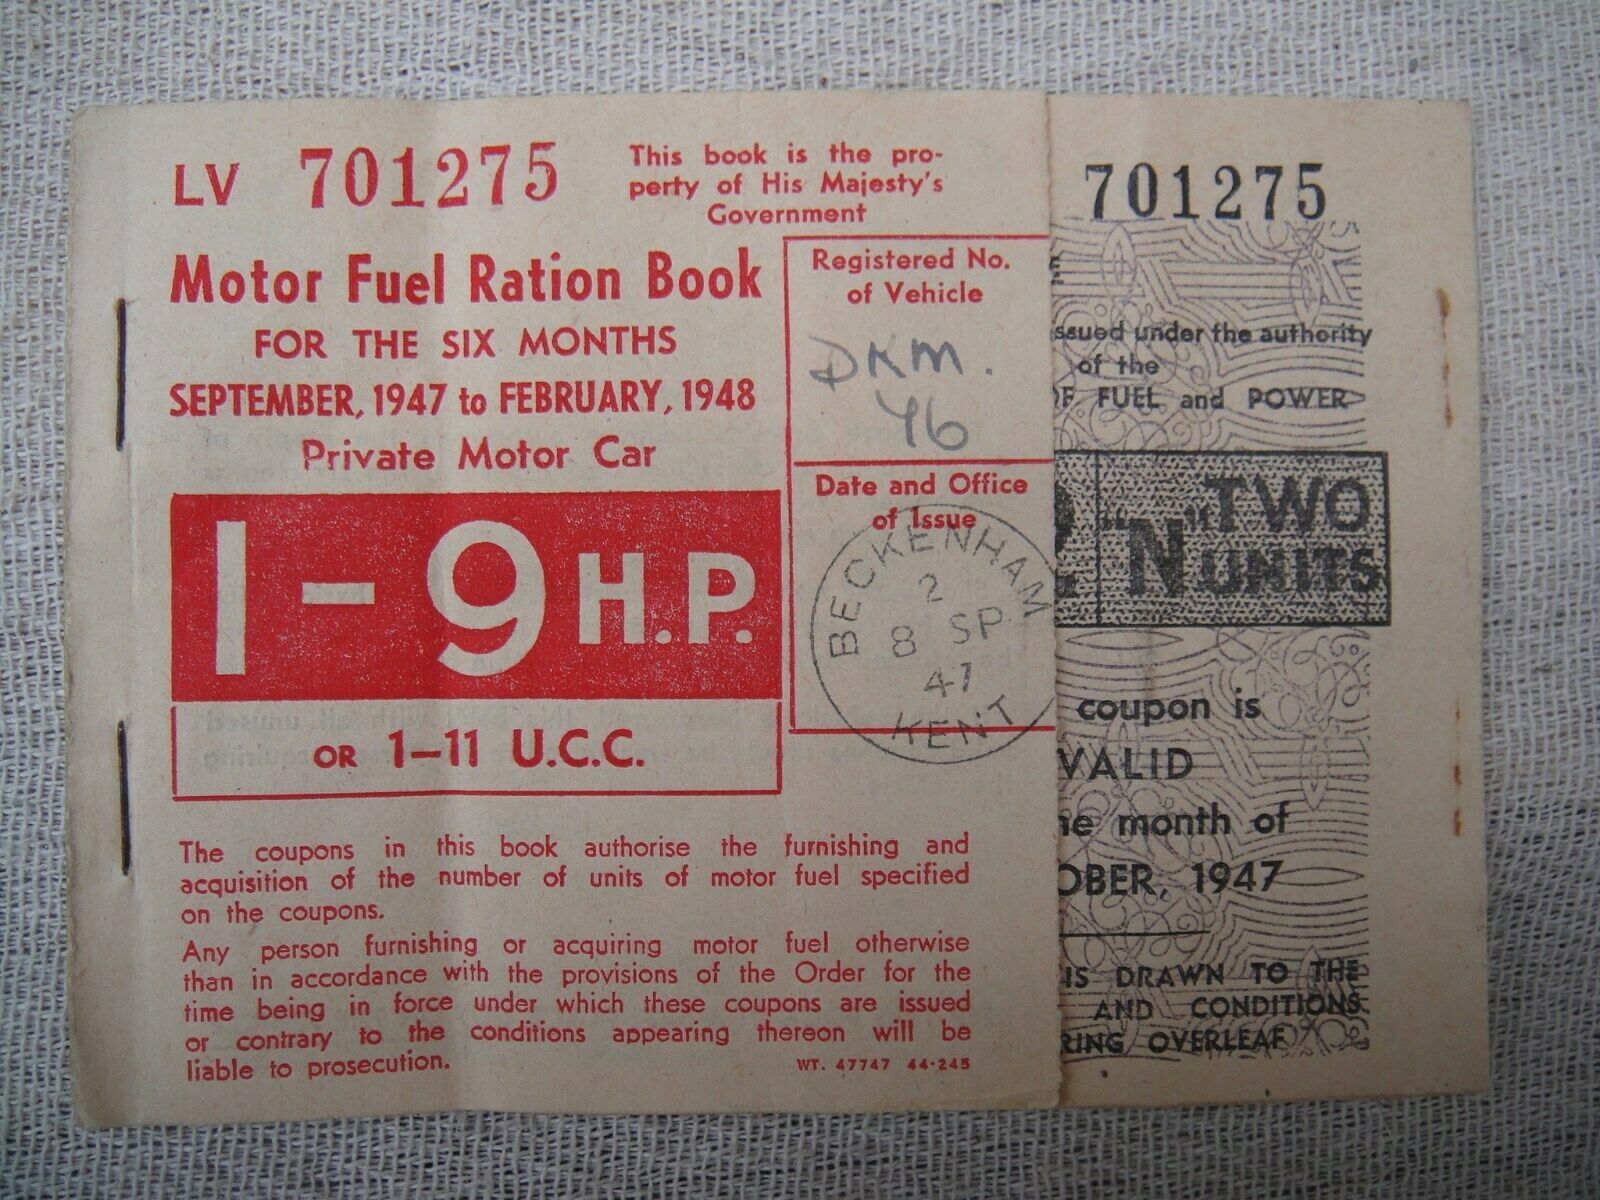 LV 701275
This book is the pro-
perty of His Majesty's
Government
Motor Fuel Ration Book
FOR THE SIX MONTHS
SEPTEMBER, 1947 to FEBRUARY, 1948
Private Motor Car
1-9 H.P.
OR 1-11 U.C.C.
Registered No.
of Vehicle
DKM.
46
Date and Office
of Issue
BECKENHAM
2
8 SP
47
KENT
The coupons in this book authorise the furnishing and
acquisition of the number of units of motor fuel specified
on the coupons.
Any person furnishing or acquiring motor fuel otherwise
than in accordance with the provisions of the Order for the
time being in force under which these coupons are issued
or contrary to the conditions appearing thereon will be
liable to prosecution.
WT. 47747 44-245
701275
ssued under the authority
of the
OF FUEL and POWER
"N" TWO
UNITS
coupon is
VALID
he month of
OBER, 1947
IS DRAWN TO THE
AND CONDITIONS
RING OVERLEAF